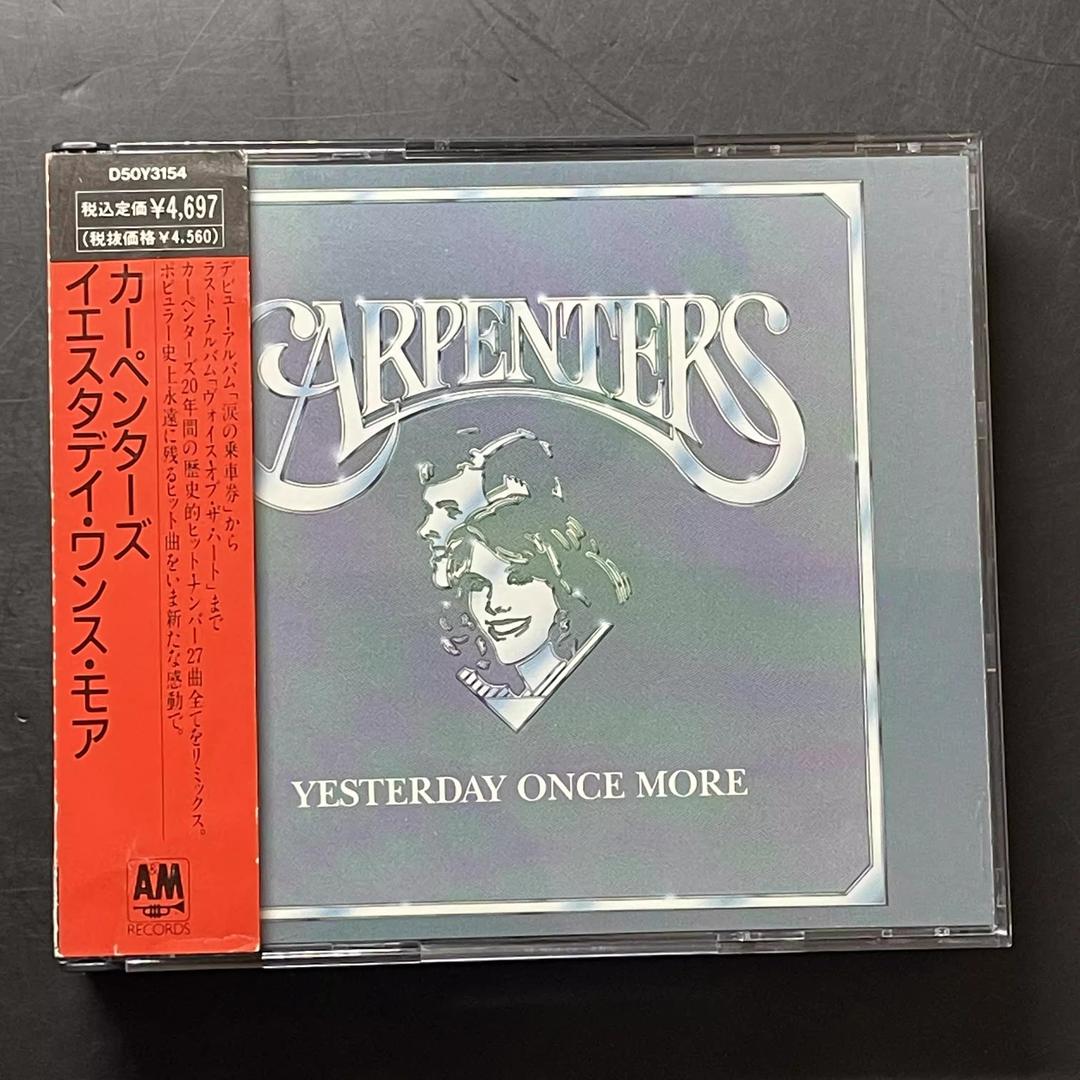 D50Y3154
税込定価¥4,697
(税抜価格¥4,560)
デビュー・アルバム「涙の乗車券」から
ラスト・アルバム「ヴォイス・オブ・ザ・ハート」まで
カーペンターズ20年間の歴史的ヒット・ナンバー27曲全てをリミックス。
ポピュラー史上永遠に残るヒット曲をいま新たな感動で。
カーペンターズ
イエスタデイ・ワンス・モア
A&M
RECORDS
CARPENTERS
YESTERDAY ONCE MORE